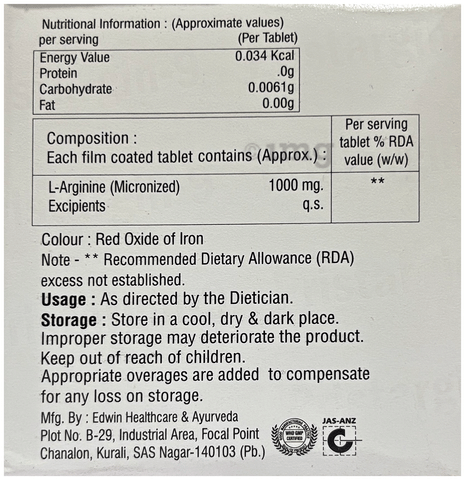 Nutritional Information : (Approximate values)
per serving (Per Tablet)
Energy Value 0.034 Kcal
Protein .0g
Carbohydrate 0.0061g
Fat 0.00g
Composition :
Each film coated tablet contains (Approx.) :
Per serving
tablet % RDA
value (w/w)
L-Arginine (Micronized) 1000 mg. **
Excipients q.s.
Colour : Red Oxide of Iron
Note - ** Recommended Dietary Allowance (RDA)
excess not established.
Usage : As directed by the Dietician.
Storage : Store in a cool, dry & dark place.
Improper storage may deteriorate the product.
Keep out of reach of children.
Appropriate overages are added to compensate
for any loss on storage.
Mfg. By : Edwin Healthcare & Ayurveda
Plot No. B-29, Industrial Area, Focal Point
Chanalon, Kurali, SAS Nagar-140103 (Pb.)
WHO GMP
CERTIFIED
JAS-ANZ
1mg